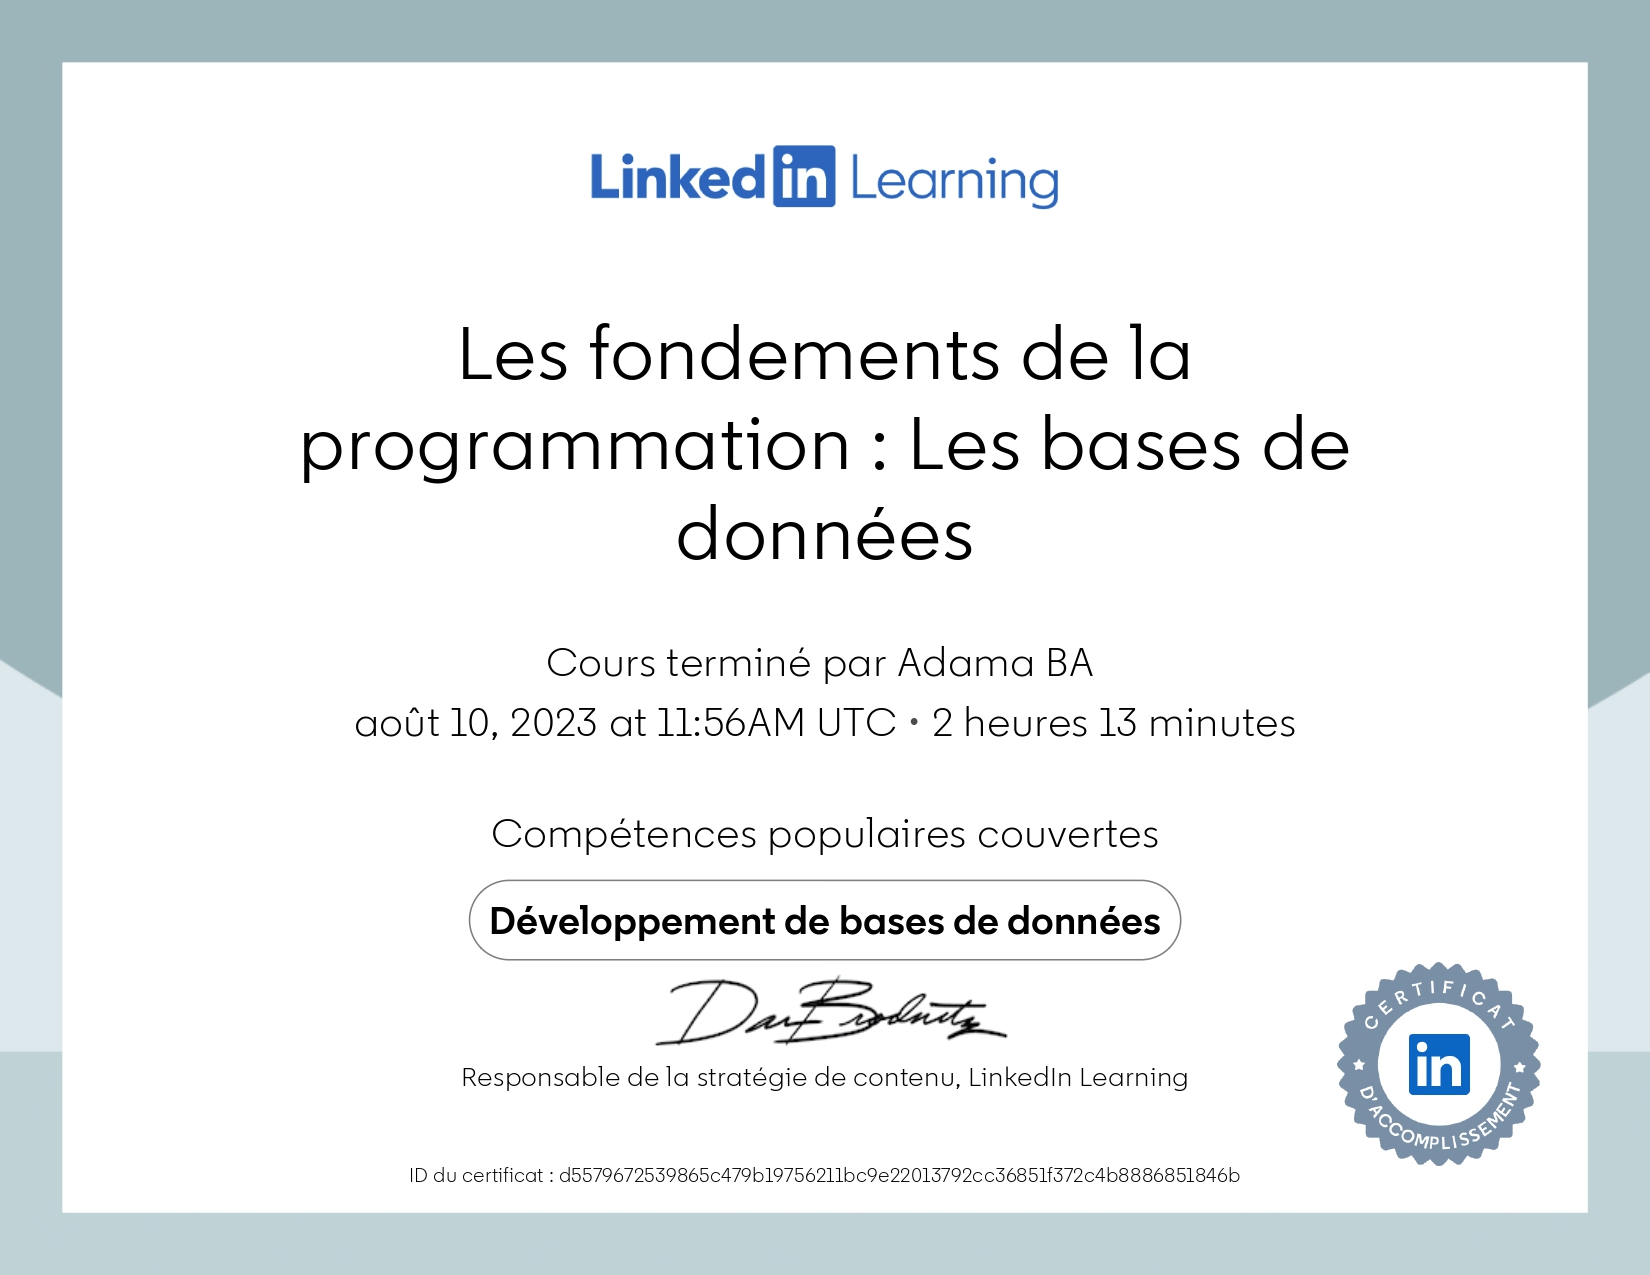 Linked in Learning
Les fondements de la
programmation : Les bases de
données
Cours terminé par Adama BA
août 10, 2023 at 11:56AM UTC • 2 heures 13 minutes
Compétences populaires couvertes
Développement de bases de données
Dan Brodnitz
Responsable de la stratégie de contenu, LinkedIn Learning
CERTIFICAT
in
D'ACCOMPLISSEMENT
ID du certificat : d5579672539865c479b19756211bc9e22013792cc36851f372c4b8886851846b